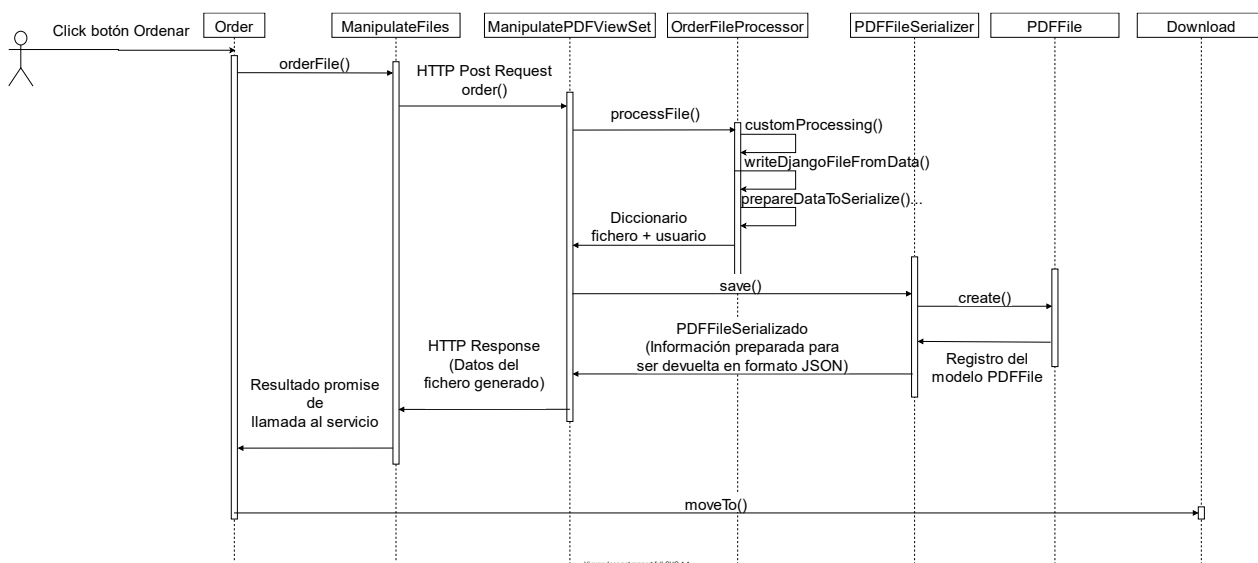 Click botón Ordenar
Order
ManipulateFiles
ManipulatePDFViewSet
OrderFileProcessor
PDFFileSerializer
PDFFile
Download
orderFile()
HTTP Post Request
order()
processFile()
customProcessing()
writeDjangoFileFromData()
prepareDataToSerialize()...
Diccionario
fichero + usuario
save()
create()
PDFFileSerializado
(Información preparada para
ser devuelta en formato JSON)
Registro del
modelo PDFFile
HTTP Response
(Datos del
fichero generado)
Resultado promise
de
llamada al servicio
moveTo()